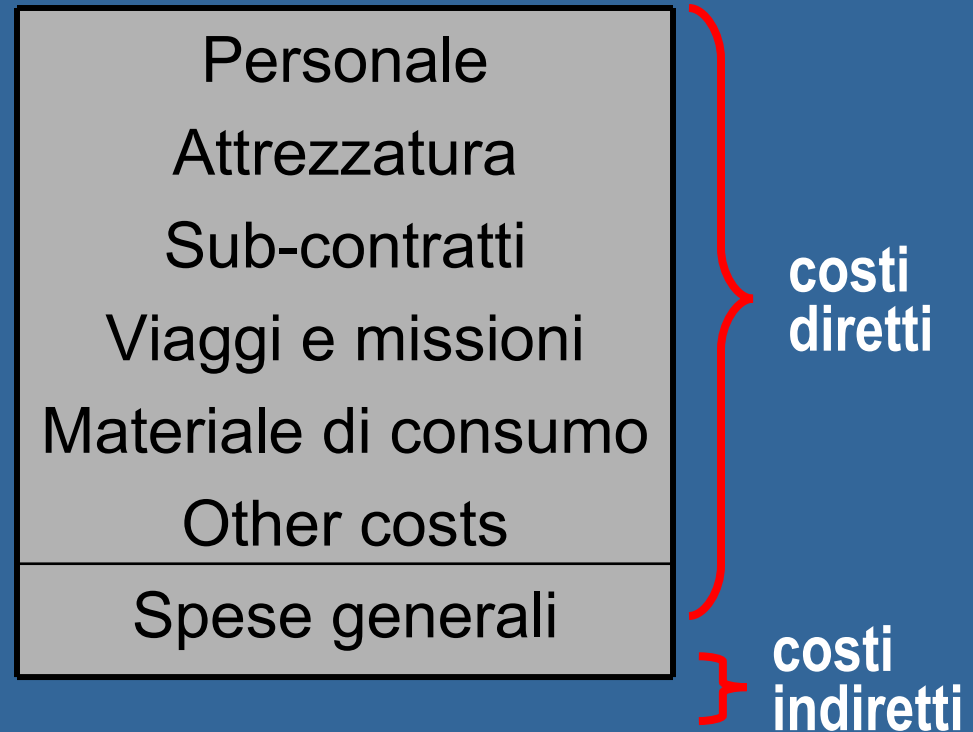 Personale
Attrezzatura
Sub-contratti
Viaggi e missioni
Materiale di consumo
Other costs
Spese generali
costi
diretti
costi
indiretti